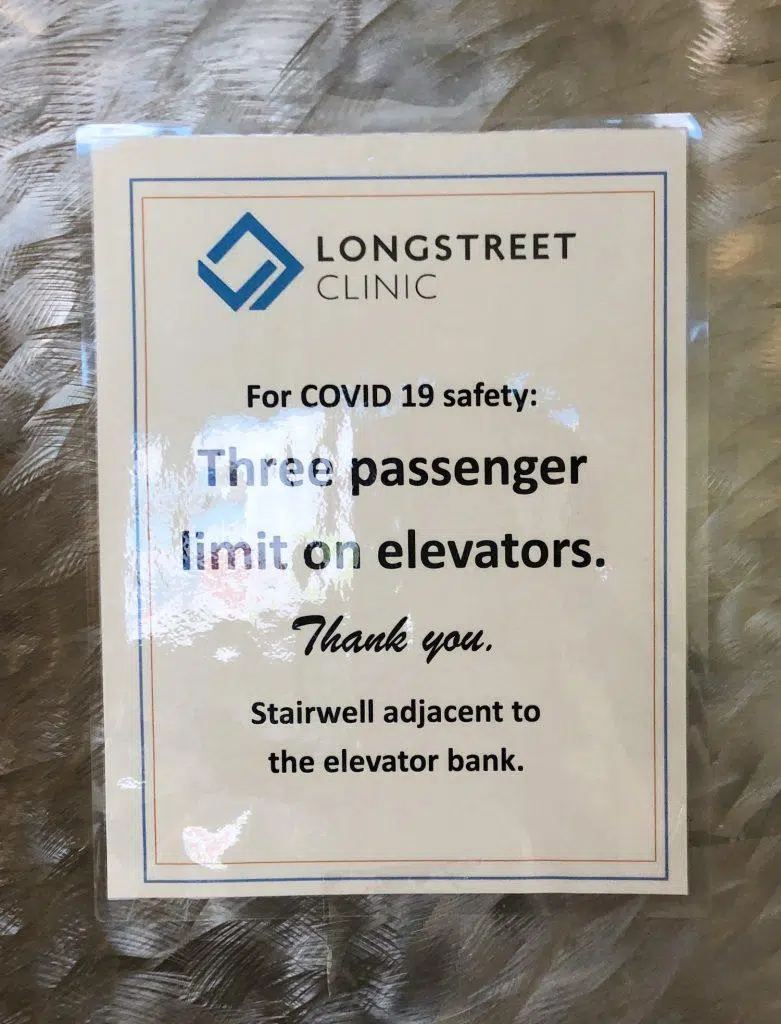 LONGSTREET
CLINIC
For COVID 19 safety:
Three passenger
limit on elevators.
Thank you.
Stairwell adjacent to
the elevator bank.